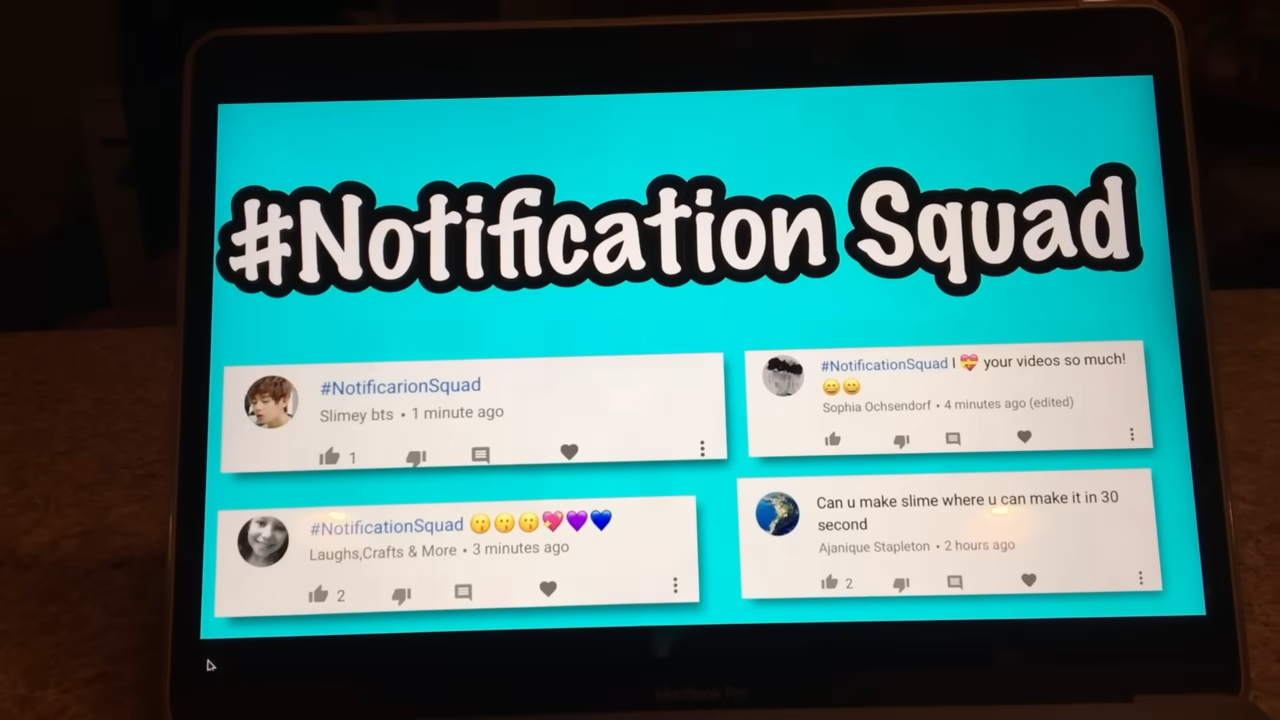 #Notification Squad
#NotificarionSquad
Slimey bts • 1 minute ago
1
#NotificationSquad I 💝 your videos so much!
😄😄
Sophia Ochsendorf • 4 minutes ago (edited)
#NotificationSquad 😗😗😗💖💜💙
Laughs,Crafts & More • 3 minutes ago
2
Can u make slime where u can make it in 30
second
Ajanique Stapleton • 2 hours ago
2